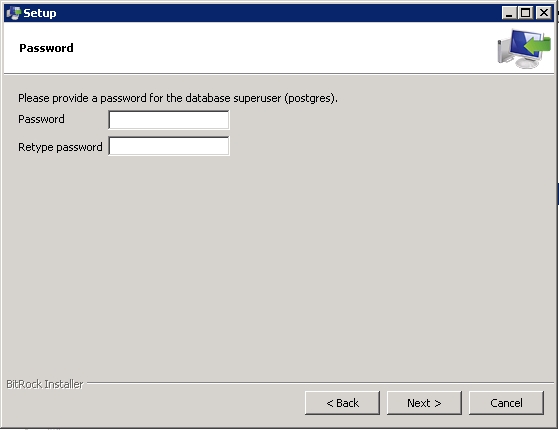 Setup
Password
Please provide a password for the database superuser (postgres).
Password
Retype password
BitRock Installer
< Back
Next >
Cancel